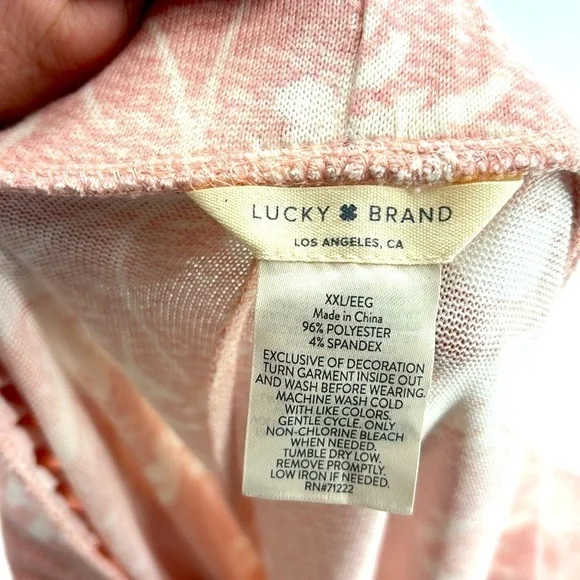 LUCKY BRAND
LOS ANGELES, CA
XXL/EEG
Made in China
96% POLYESTER
4% SPANDEX
EXCLUSIVE OF DECORATION
TURN GARMENT INSIDE OUT
AND WASH BEFORE WEARING.
MACHINE WASH COLD
WITH LIKE COLORS.
GENTLE CYCLE. ONLY
NON-CHLORINE BLEACH
WHEN NEEDED.
TUMBLE DRY LOW.
REMOVE PROMPTLY.
LOW IRON IF NEEDED.
RN#71222